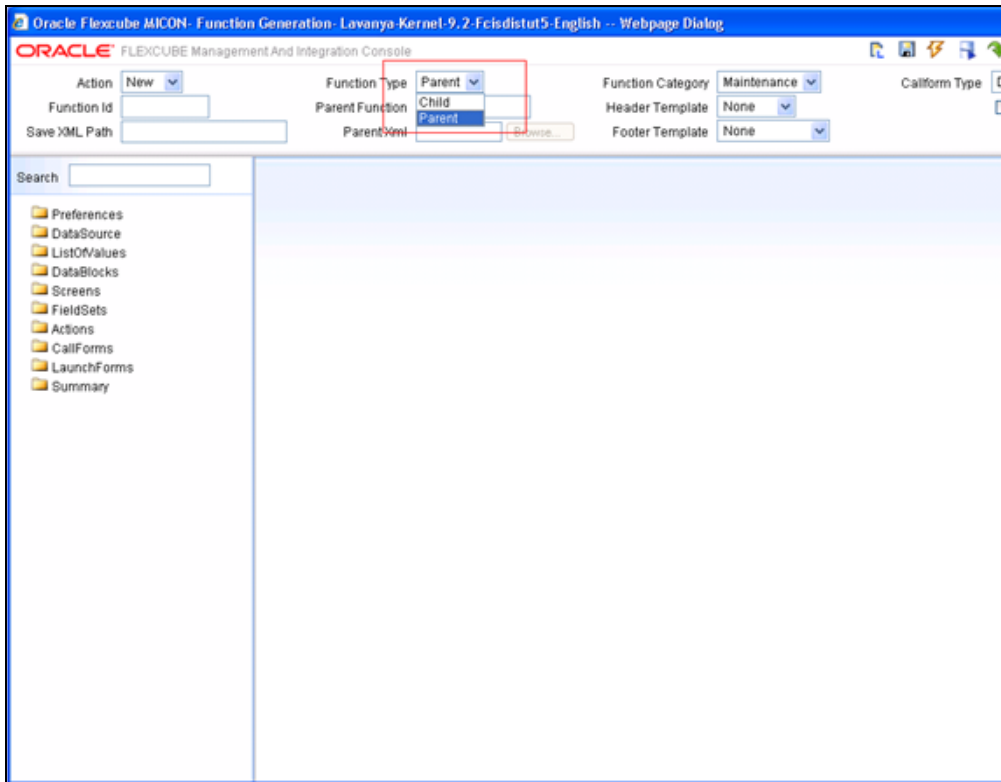 Oracle Flexcube MICON- Function Generation- Lavanya-Kernel-9.2-Fcisdistut5-English -- Webpage Dialog
ORACLE FLEXCUBE Management And Integration Console
Action New Function Type Parent Function Category Maintenance Callform Type
Function Id Parent Function Child Header Template None
Parent
Save XML Path Parent Xml Browse... Footer Template None
Search
Preferences
DataSource
ListOfValues
DataBlocks
Screens
FieldSets
Actions
CallForms
LaunchForms
Summary